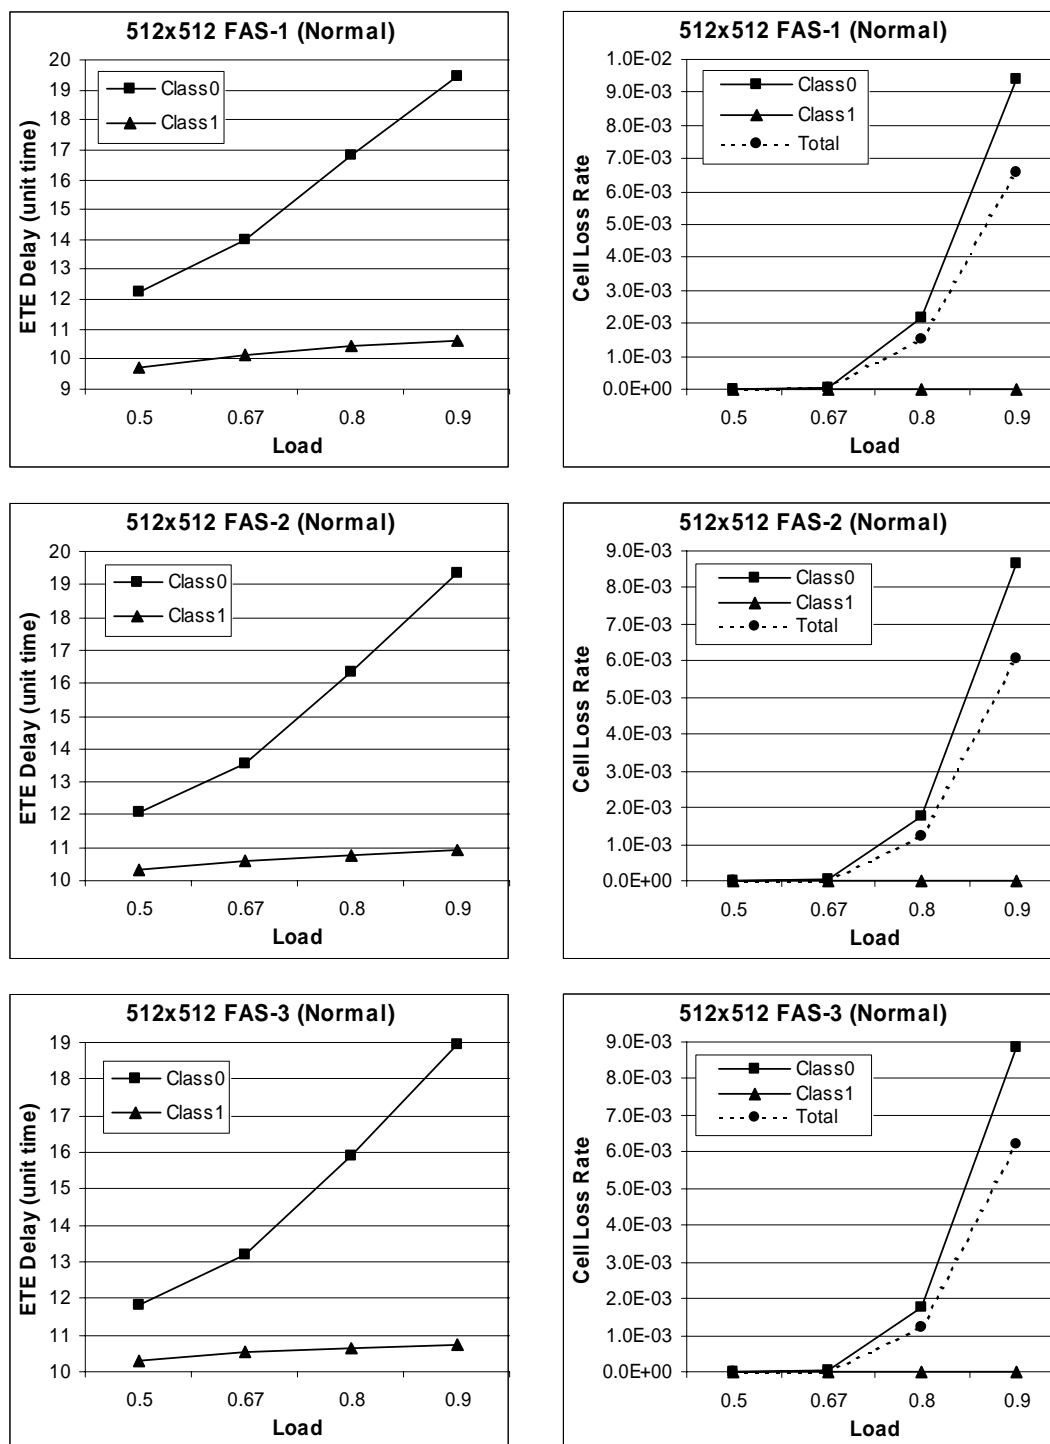 512x512 FAS-1 (Normal)
ETE Delay (unit time)
20
19
18
17
16
15
14
13
12
11
10
9
Class0
Class1
0.5 0.67 0.8 0.9
Load
512x512 FAS-1 (Normal)
Cell Loss Rate
1.0E-02
9.0E-03
8.0E-03
7.0E-03
6.0E-03
5.0E-03
4.0E-03
3.0E-03
2.0E-03
1.0E-03
0.0E+00
Class0
Class1
Total
0.5 0.67 0.8 0.9
Load
512x512 FAS-2 (Normal)
ETE Delay (unit time)
20
19
18
17
16
15
14
13
12
11
10
Class0
Class1
0.5 0.67 0.8 0.9
Load
512x512 FAS-2 (Normal)
Cell Loss Rate
9.0E-03
8.0E-03
7.0E-03
6.0E-03
5.0E-03
4.0E-03
3.0E-03
2.0E-03
1.0E-03
0.0E+00
Class0
Class1
Total
0.5 0.67 0.8 0.9
Load
512x512 FAS-3 (Normal)
ETE Delay (unit time)
19
18
17
16
15
14
13
12
11
10
Class0
Class1
0.5 0.67 0.8 0.9
Load
512x512 FAS-3 (Normal)
Cell Loss Rate
9.0E-03
8.0E-03
7.0E-03
6.0E-03
5.0E-03
4.0E-03
3.0E-03
2.0E-03
1.0E-03
0.0E+00
Class0
Class1
Total
0.5 0.67 0.8 0.9
Load